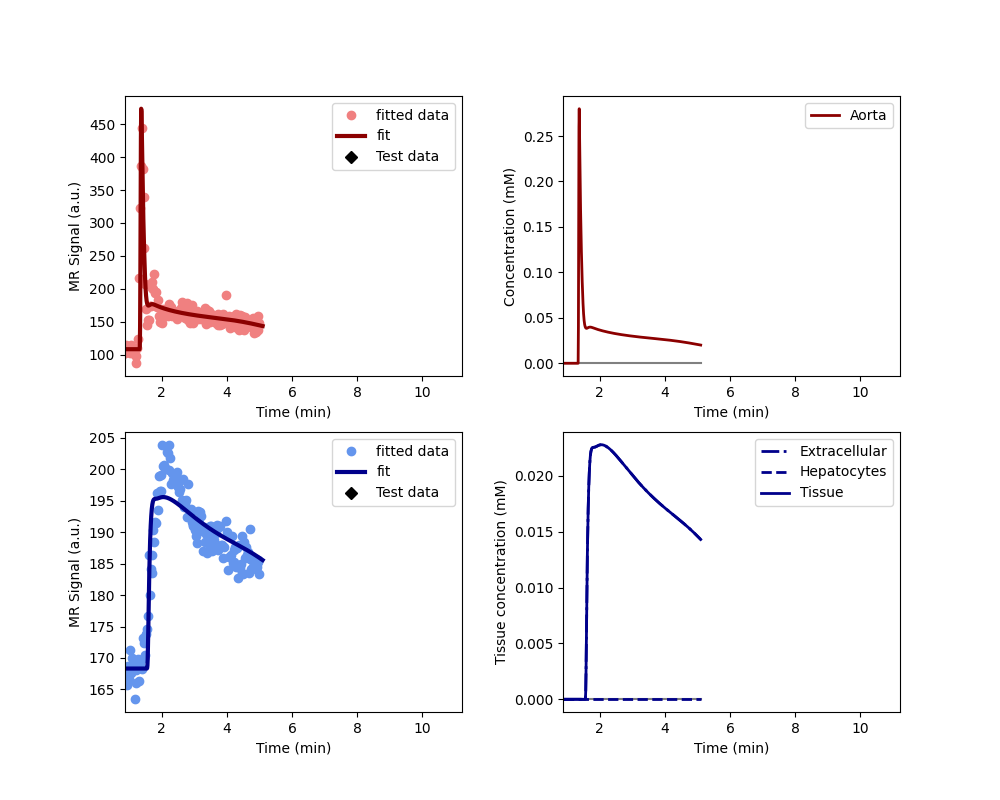 450
400
350
300
250
200
150
100
MR Signal (a.u.)
fitted data
fit
Test data
2 4 6 8 10
Time (min)
0.25
0.20
0.15
0.10
0.05
0.00
Concentration (mM)
Aorta
2 4 6 8 10
Time (min)
205
200
195
190
185
180
175
170
165
MR Signal (a.u.)
fitted data
fit
Test data
2 4 6 8 10
Time (min)
0.020
0.015
0.010
0.005
0.000
Tissue concentration (mM)
Extracellular
Hepatocytes
Tissue
2 4 6 8 10
Time (min)